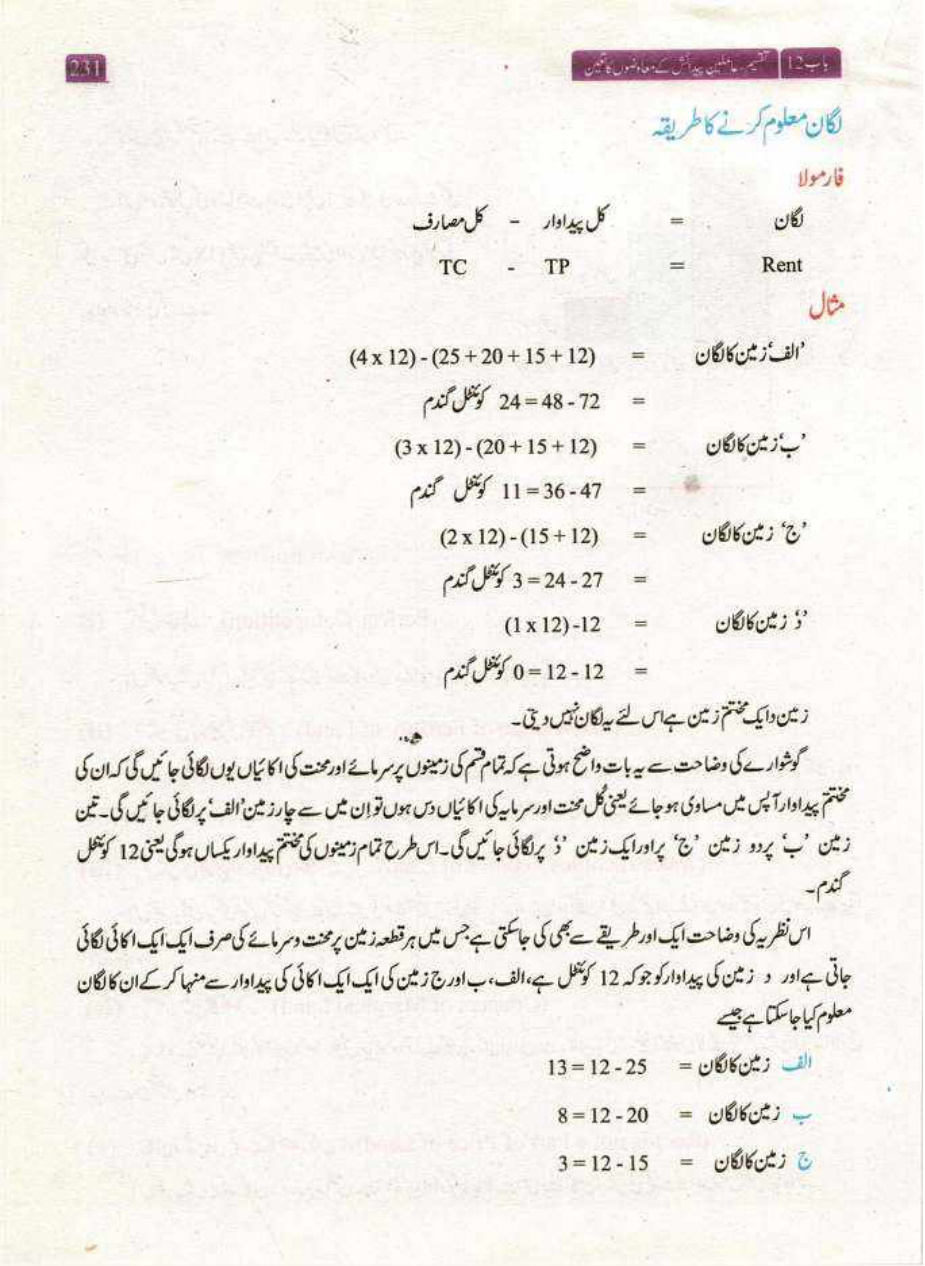 باب 12 تقسیم۔ عاملین پیدائش کے معاوضوں کا تعین
231
لگان معلوم کرنے کا طریقہ
فارمولا
لگان = کل پیداوار - کل مصارف
Rent = TP - TC
مثال
'الف' زمین کا لگان = (4 x 12) - (25 + 20 + 15 + 12)
= 72 - 48 = 24 کوئنٹل گندم
'ب' زمین کا لگان = (3 x 12) - (20 + 15 + 12)
= 47 - 36 = 11 کوئنٹل گندم
'ج' زمین کا لگان = (2 x 12) - (15 + 12)
= 27 - 24 = 3 کوئنٹل گندم
'د' زمین کا لگان = (1 x 12) -12
= 12 - 12 = 0 کوئنٹل گندم
زمین د ایک مختتم زمین ہے اس لئے یہ لگان نہیں دیتی۔
گوشوارے کی وضاحت سے یہ بات واضح ہوتی ہے کہ تمام قسم کی زمینوں پر سرمائے اور محنت کی اکائیاں یوں لگائی جائیں گی کہ ان کی
مختتم پیداوار آپس میں مساوی ہو جائے یعنی کُل محنت اور سرمایہ کی اکائیاں دس ہوں تو اِن میں سے چار زمین 'الف' پر لگائی جائیں گی۔ تین
زمین 'ب' پر دو زمین 'ج' پر اور ایک زمین 'د' پر لگائی جائیں گی۔ اس طرح تمام زمینوں کی مختتم پیداوار یکساں ہوگی یعنی 12 کوئنٹل
گندم۔
اس نظریہ کی وضاحت ایک اور طریقے سے بھی کی جاسکتی ہے جس میں ہر قطعہ زمین پر محنت و سرمائے کی صرف ایک ایک اکائی لگائی
جاتی ہے اور د زمین کی پیداوار کو جو کہ 12 کوئنٹل ہے، الف، ب اور ج زمین کی ایک ایک اکائی کی پیداوار سے منہا کر کے ان کا لگان
معلوم کیا جاسکتا ہے جیسے
الف زمین کا لگان = 25 - 12 = 13
ب زمین کا لگان = 20 - 12 = 8
ج زمین کا لگان = 15 - 12 = 3